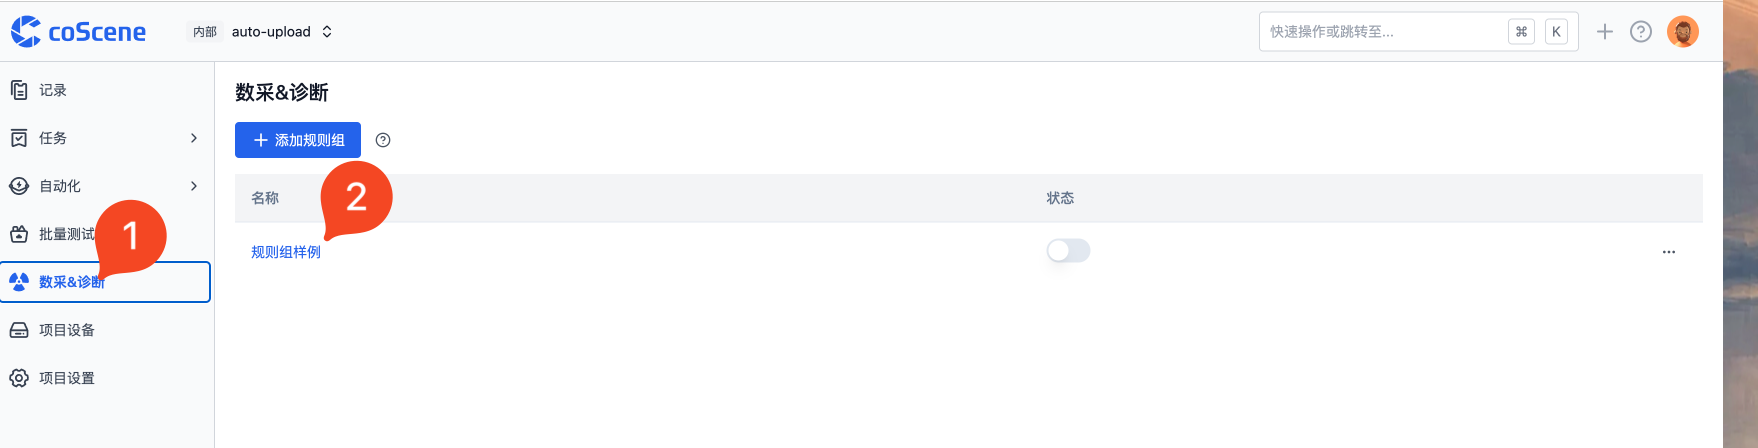 coScene
内部 auto-upload
快速操作或跳转至... ⌘ K
记录
任务
自动化
批量测试
数采&诊断
项目设备
项目设置
1
数采&诊断
+ 添加规则组
2
名称 状态
规则组样例